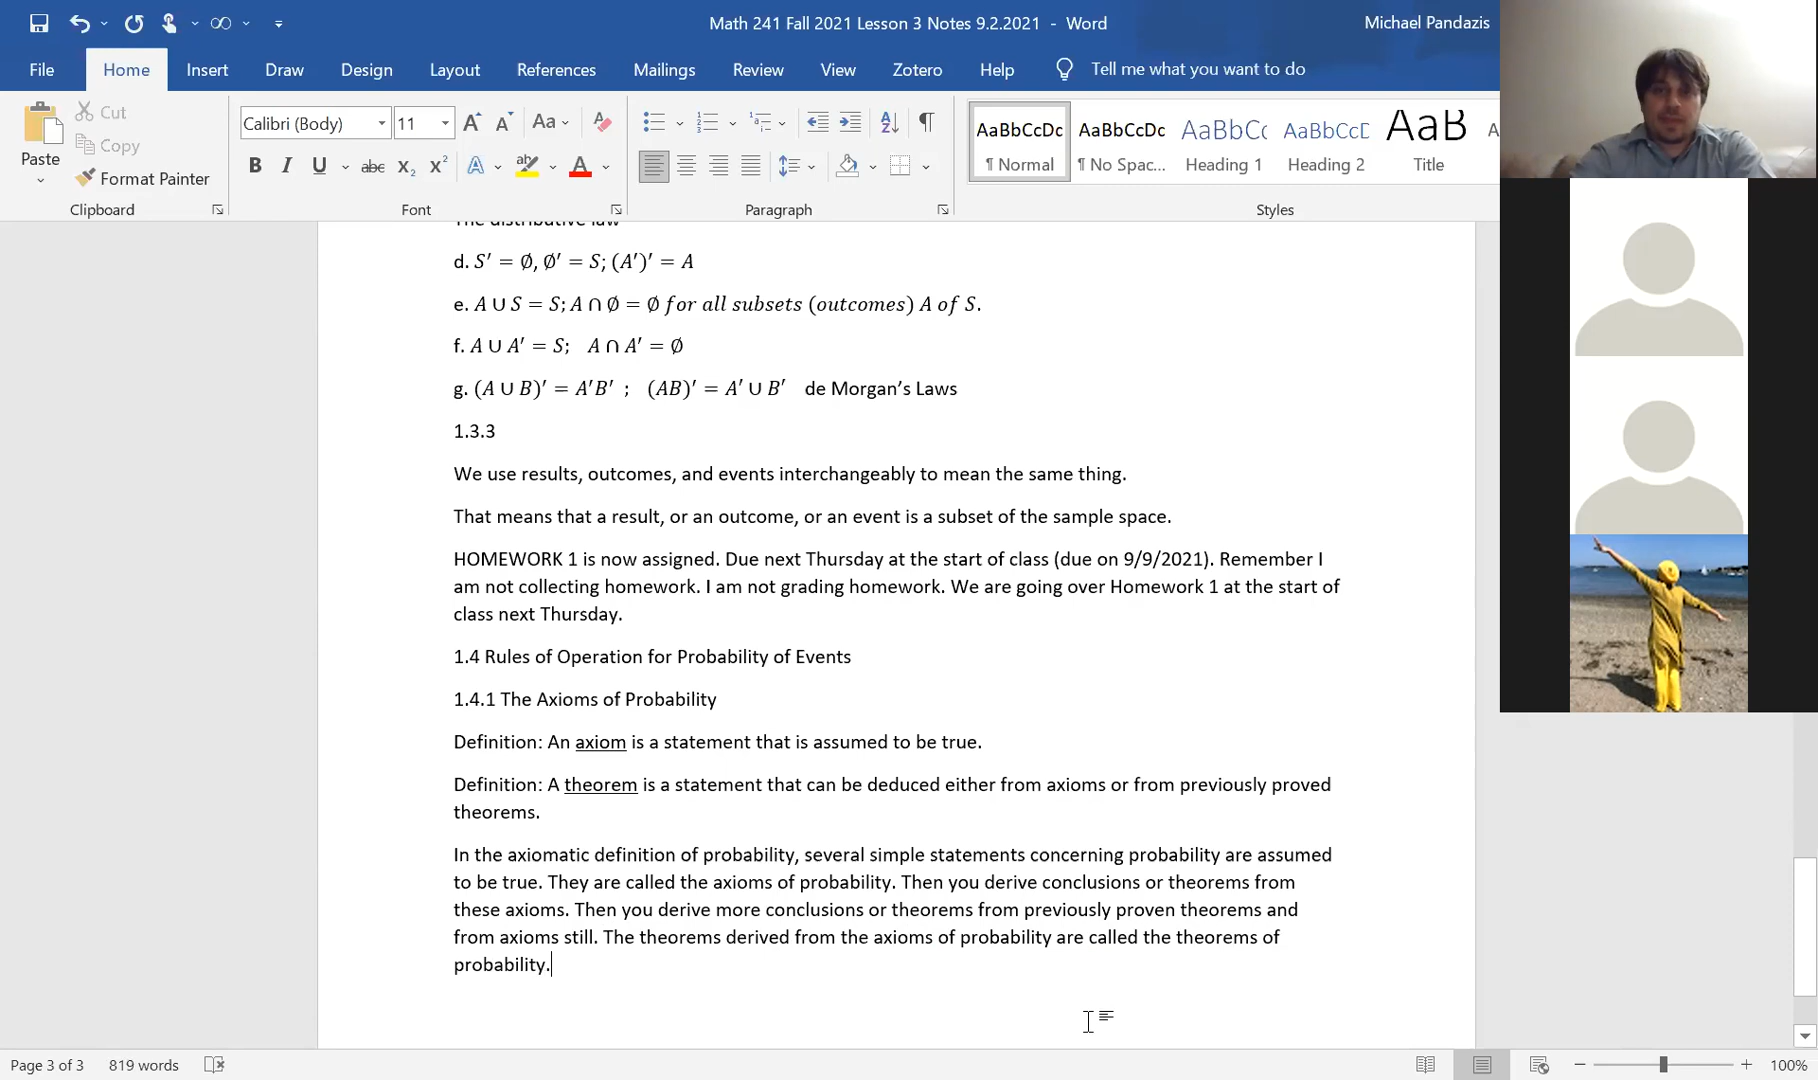 Math 241 Fall 2021 Lesson 3 Notes 9.2.2021 - Word
Michael Pandazis
File Home Insert Draw Design Layout References Mailings Review View Zotero Help Tell me what you want to do
Paste
Cut
Copy
Format Painter
Clipboard
Calibri (Body) 11
Font
Paragraph
AaBbCcDc AaBbCcDc AaBbCc AaBbCcD AaB
¶ Normal ¶ No Spac... Heading 1 Heading 2 Title
Styles
The distributive law
d. S′ = ∅, ∅′ = S; (A′)′ = A
e. A ∪ S = S; A ∩ ∅ = ∅ for all subsets (outcomes) A of S.
f. A ∪ A′ = S; A ∩ A′ = ∅
g. (A ∪ B)′ = A′B′ ; (AB)′ = A′ ∪ B′ de Morgan’s Laws
1.3.3
We use results, outcomes, and events interchangeably to mean the same thing.
That means that a result, or an outcome, or an event is a subset of the sample space.
HOMEWORK 1 is now assigned. Due next Thursday at the start of class (due on 9/9/2021). Remember I
am not collecting homework. I am not grading homework. We are going over Homework 1 at the start of
class next Thursday.
1.4 Rules of Operation for Probability of Events
1.4.1 The Axioms of Probability
Definition: An axiom is a statement that is assumed to be true.
Definition: A theorem is a statement that can be deduced either from axioms or from previously proved
theorems.
In the axiomatic definition of probability, several simple statements concerning probability are assumed
to be true. They are called the axioms of probability. Then you derive conclusions or theorems from
these axioms. Then you derive more conclusions or theorems from previously proven theorems and
from axioms still. The theorems derived from the axioms of probability are called the theorems of
probability.
Page 3 of 3 819 words 100%